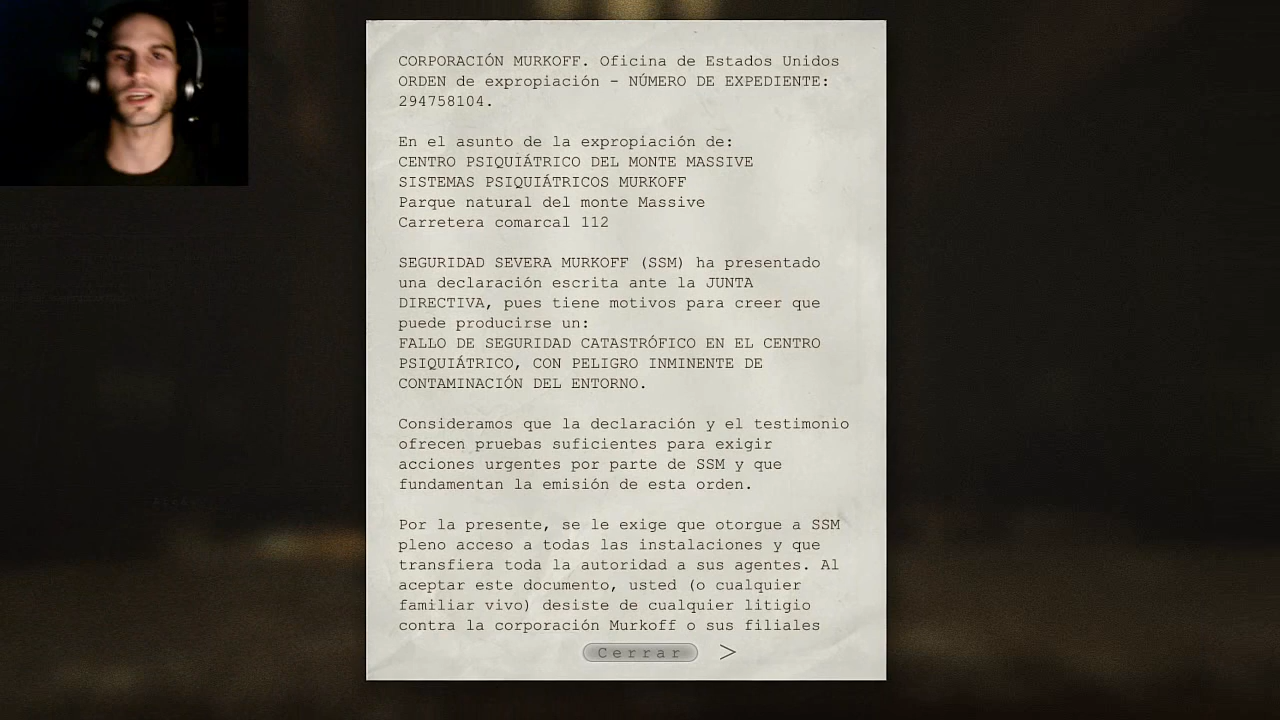 CORPORACIÓN MURKOFF. Oficina de Estados Unidos
ORDEN de expropiación - NÚMERO DE EXPEDIENTE:
294758104.
En el asunto de la expropiación de:
CENTRO PSIQUIÁTRICO DEL MONTE MASSIVE
SISTEMAS PSIQUIÁTRICOS MURKOFF
Parque natural del monte Massive
Carretera comarcal 112
SEGURIDAD SEVERA MURKOFF (SSM) ha presentado
una declaración escrita ante la JUNTA
DIRECTIVA, pues tiene motivos para creer que
puede producirse un:
FALLO DE SEGURIDAD CATASTRÓFICO EN EL CENTRO
PSIQUIÁTRICO, CON PELIGRO INMINENTE DE
CONTAMINACIÓN DEL ENTORNO.
Consideramos que la declaración y el testimonio
ofrecen pruebas suficientes para exigir
acciones urgentes por parte de SSM y que
fundamentan la emisión de esta orden.
Por la presente, se le exige que otorgue a SSM
pleno acceso a todas las instalaciones y que
transfiera toda la autoridad a sus agentes. Al
aceptar este documento, usted (o cualquier
familiar vivo) desiste de cualquier litigio
contra la corporación Murkoff o sus filiales
Cerrar >